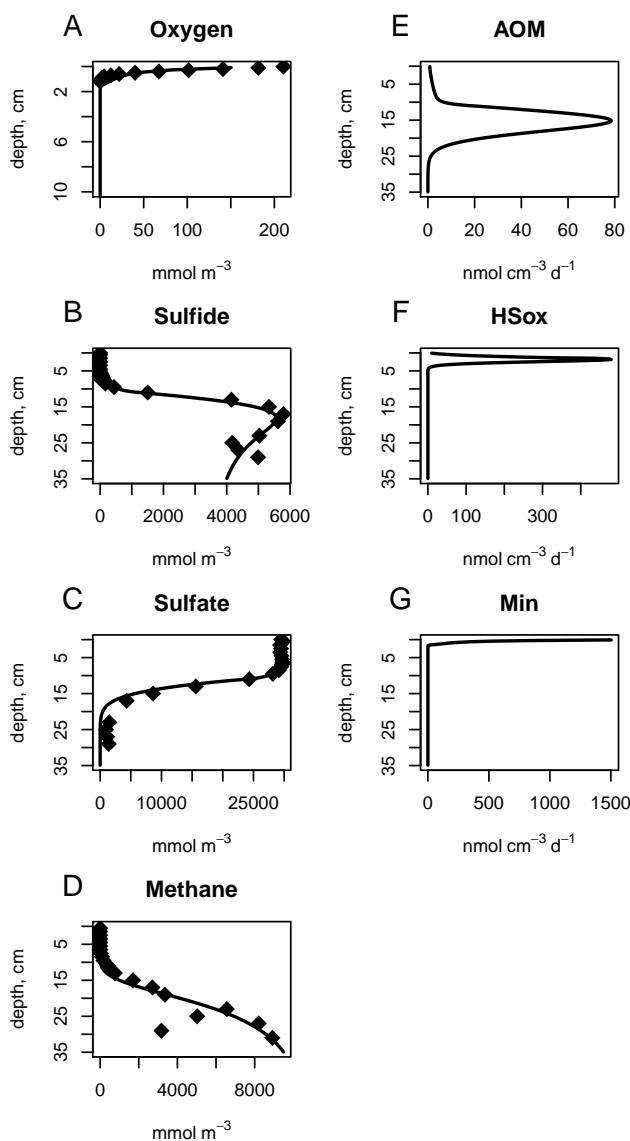 A Oxygen
depth, cm
2
6
10
0 50 100 200
mmol m−3
E AOM
depth, cm
5
15
25
35
0 20 40 60 80
nmol cm−3 d−1
B Sulfide
depth, cm
5
15
25
35
0 2000 4000 6000
mmol m−3
F HSox
depth, cm
5
15
25
35
0 100 300
nmol cm−3 d−1
C Sulfate
depth, cm
5
15
25
35
0 10000 25000
mmol m−3
G Min
depth, cm
5
15
25
35
0 500 1000 1500
nmol cm−3 d−1
D Methane
depth, cm
5
15
25
35
0 4000 8000
mmol m−3